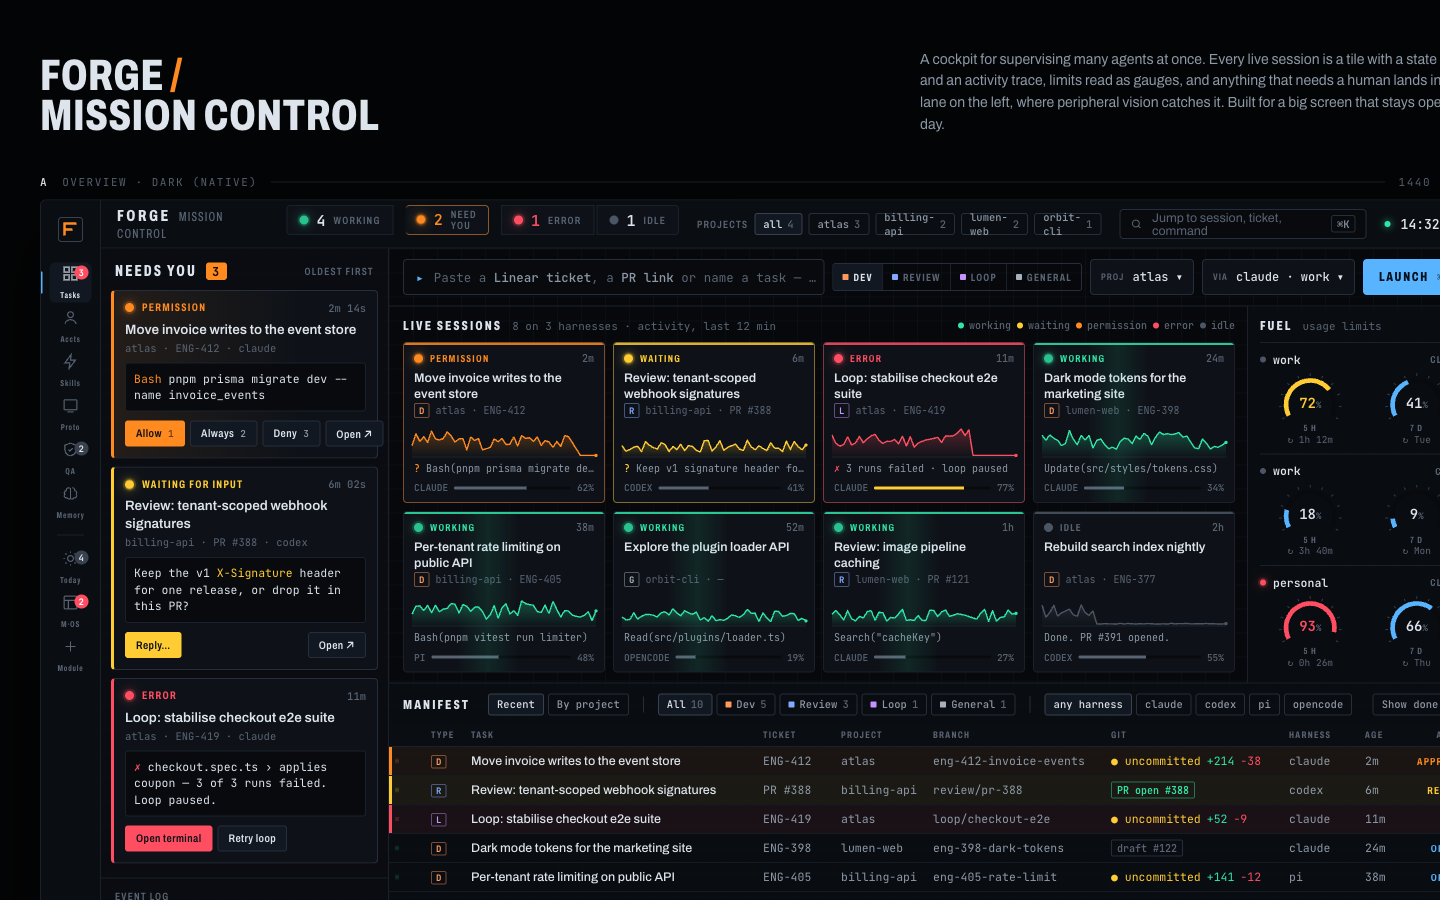 FORGE /
MISSION CONTROL
A cockpit for supervising many agents at once. Every live session is a tile with a state
and an activity trace, limits read as gauges, and anything that needs a human lands in
lane on the left, where peripheral vision catches it. Built for a big screen that stays ope
day.
A OVERVIEW · DARK (NATIVE)
1440
FORGE MISSION
CONTROL
4 WORKING
2 NEED
YOU
1 ERROR
1 IDLE
PROJECTS
all 4
atlas 3
billing-
api 2
lumen-
web 2
orbit-
cli 1
Jump to session, ticket,
command
⌘K
14:32
3
Tasks
Accts
Skills
Proto
2
QA
Memory
4
Today
2
M·OS
Module
NEEDS YOU 3
OLDEST FIRST
PERMISSION 2m 14s
Move invoice writes to the event store
atlas · ENG-412 · claude
Bash pnpm prisma migrate dev --
name invoice_events
Allow 1
Always 2
Deny 3
Open ↗
WAITING FOR INPUT 6m 02s
Review: tenant-scoped webhook
signatures
billing-api · PR #388 · codex
Keep the v1 X-Signature header
for one release, or drop it in
this PR?
Reply…
Open ↗
ERROR 11m
Loop: stabilise checkout e2e suite
atlas · ENG-419 · claude
✗ checkout.spec.ts › applies
coupon — 3 of 3 runs failed.
Loop paused.
Open terminal
Retry loop
EVENT LOG
▸ Paste a Linear ticket, a PR link or name a task — …
DEV
REVIEW
LOOP
GENERAL
PROJ atlas ▾
VIA claude · work ▾
LAUNCH
LIVE SESSIONS 8 on 3 harnesses · activity, last 12 min
working waiting permission error idle
PERMISSION 2m
Move invoice writes to the
event store
D atlas · ENG-412
? Bash(pnpm prisma migrate de…
CLAUDE 62%
WAITING 6m
Review: tenant-scoped
webhook signatures
R billing-api · PR #388
? Keep v1 signature header fo…
CODEX 41%
ERROR 11m
Loop: stabilise checkout e2e
suite
L atlas · ENG-419
✗ 3 runs failed · loop paused
CLAUDE 77%
WORKING 24m
Dark mode tokens for the
marketing site
D lumen-web · ENG-398
Update(src/styles/tokens.css)
CLAUDE 34%
WORKING 38m
Per-tenant rate limiting on
public API
D billing-api · ENG-405
Bash(pnpm vitest run limiter)
PI 48%
WORKING 52m
Explore the plugin loader API
G orbit-cli · —
Read(src/plugins/loader.ts)
OPENCODE 19%
WORKING 1h
Review: image pipeline
caching
R lumen-web · PR #121
Search("cacheKey")
CLAUDE 27%
IDLE 2h
Rebuild search index nightly
D atlas · ENG-377
Done. PR #391 opened.
CODEX 55%
FUEL usage limits
work CL
72% 41%
5H 7D
↻ 1h 12m ↻ Tue
work C
18% 9%
5H 7D
↻ 3h 40m ↻ Mon
personal CL
93% 66%
5H 7D
↻ 0h 26m ↻ Thu
MANIFEST
Recent
By project
All 10
Dev 5
Review 3
Loop 1
General 1
any harness
claude
codex
pi
opencode
Show done
TYPE TASK TICKET PROJECT BRANCH GIT HARNESS AGE A
D Move invoice writes to the event store ENG-412 atlas eng-412-invoice-events uncommitted +214 -38 claude 2m APPR
R Review: tenant-scoped webhook signatures PR #388 billing-api review/pr-388 PR open #388 codex 6m RE
L Loop: stabilise checkout e2e suite ENG-419 atlas loop/checkout-e2e uncommitted +52 -9 claude 11m
D Dark mode tokens for the marketing site ENG-398 lumen-web eng-398-dark-tokens draft #122 claude 24m O
D Per-tenant rate limiting on public API ENG-405 billing-api eng-405-rate-limit uncommitted +141 -12 pi 38m O